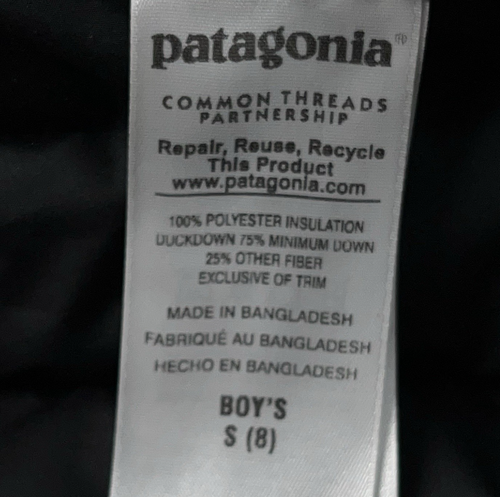 patagonia®
COMMON THREADS
PARTNERSHIP
Repair, Reuse, Recycle
This Product
www.patagonia.com
100% POLYESTER INSULATION
DUCKDOWN 75% MINIMUM DOWN
25% OTHER FIBER
EXCLUSIVE OF TRIM
MADE IN BANGLADESH
FABRIQUÉ AU BANGLADESH
HECHO EN BANGLADESH
BOY'S
S (8)